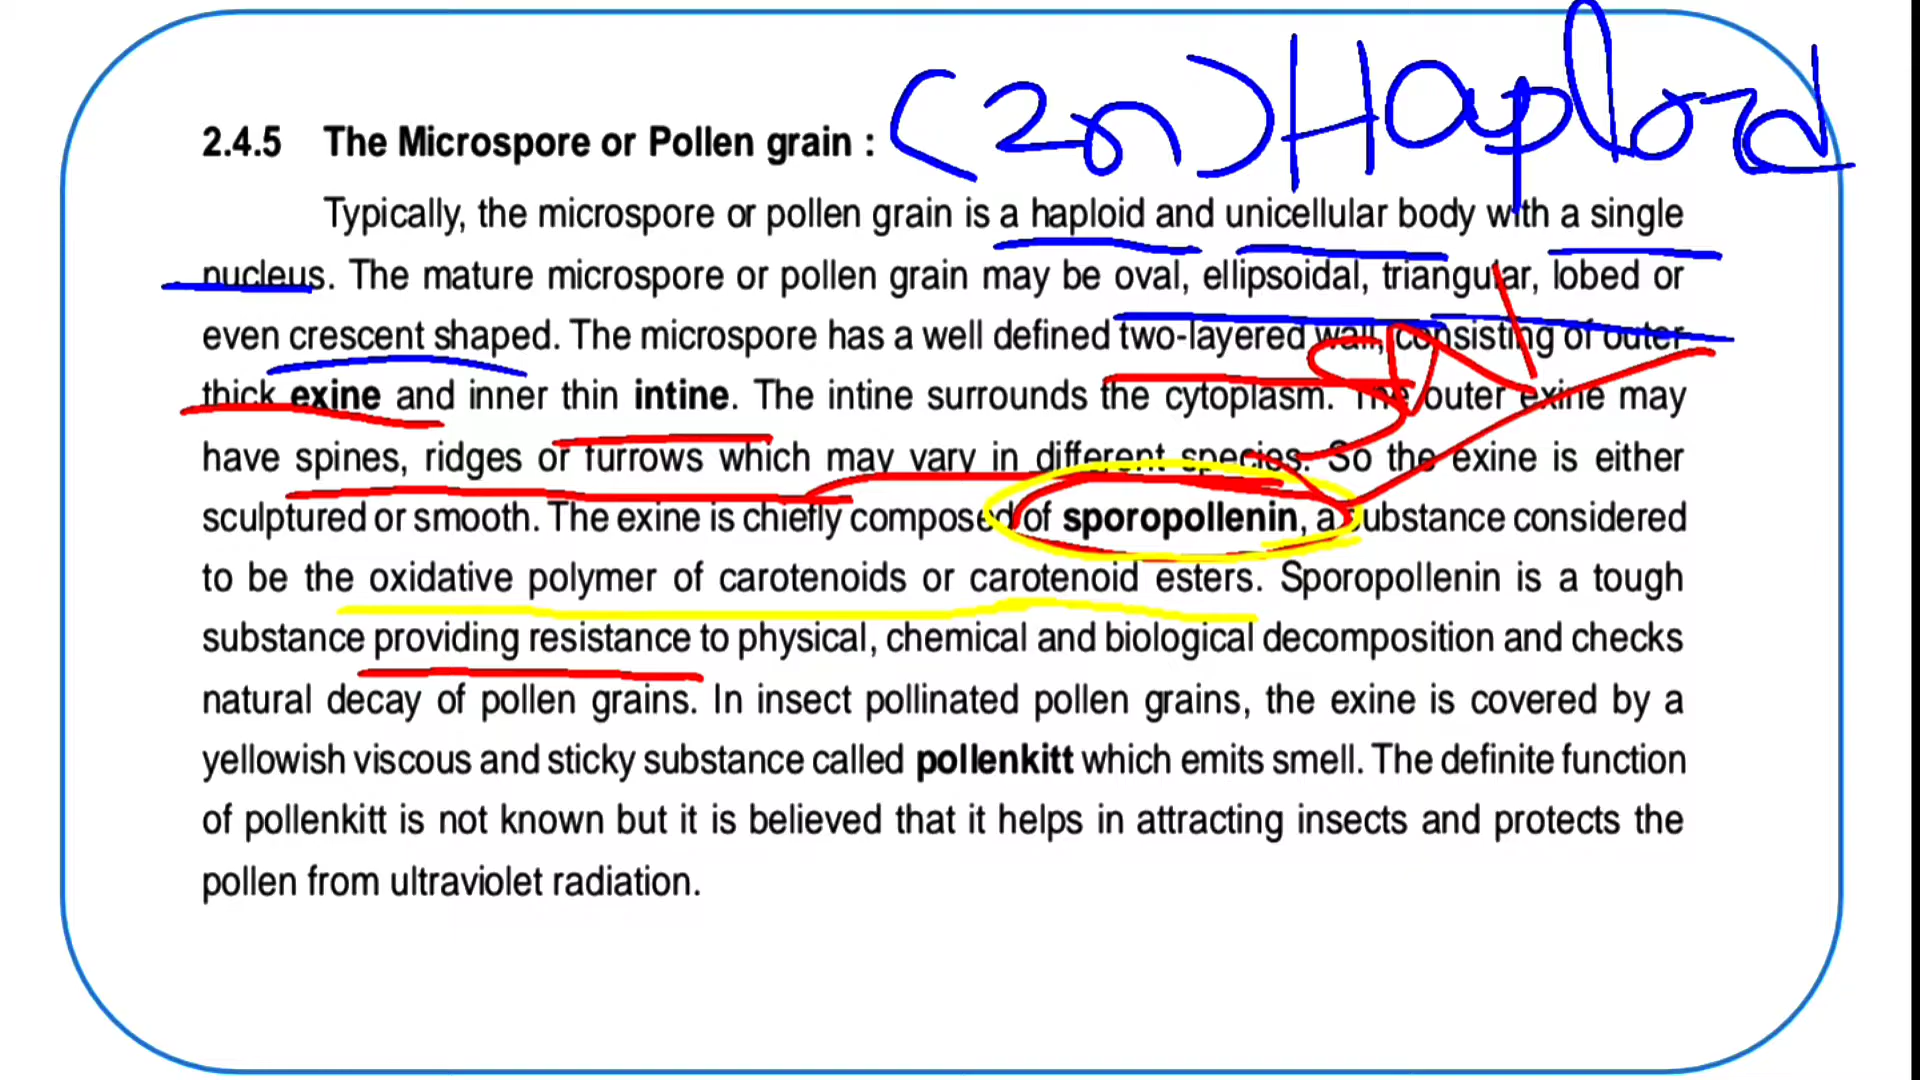 (2n) Haploid
2.4.5 The Microspore or Pollen grain :
Typically, the microspore or pollen grain is a haploid and unicellular body with a single
nucleus. The mature microspore or pollen grain may be oval, ellipsoidal, triangular, lobed or
even crescent shaped. The microspore has a well defined two-layered wall, consisting of outer
thick exine and inner thin intine. The intine surrounds the cytoplasm. The outer exine may
have spines, ridges or furrows which may vary in different species. So the exine is either
sculptured or smooth. The exine is chiefly composed of sporopollenin, a substance considered
to be the oxidative polymer of carotenoids or carotenoid esters. Sporopollenin is a tough
substance providing resistance to physical, chemical and biological decomposition and checks
natural decay of pollen grains. In insect pollinated pollen grains, the exine is covered by a
yellowish viscous and sticky substance called pollenkitt which emits smell. The definite function
of pollenkitt is not known but it is believed that it helps in attracting insects and protects the
pollen from ultraviolet radiation.